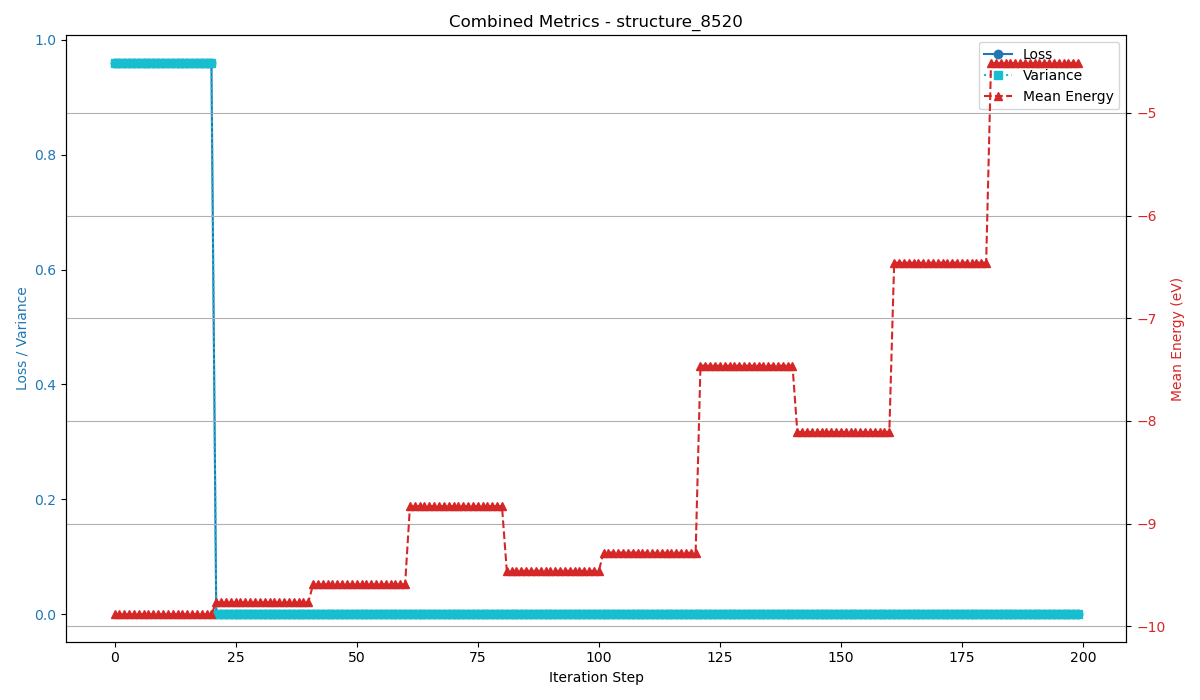 Combined Metrics - structure_8520
1.0
0.8
0.6
0.4
0.2
0.0
Loss / Variance
Loss
Variance
Mean Energy
−5
−6
−7
−8
−9
−10
Mean Energy (eV)
0 25 50 75 100 125 150 175 200
Iteration Step